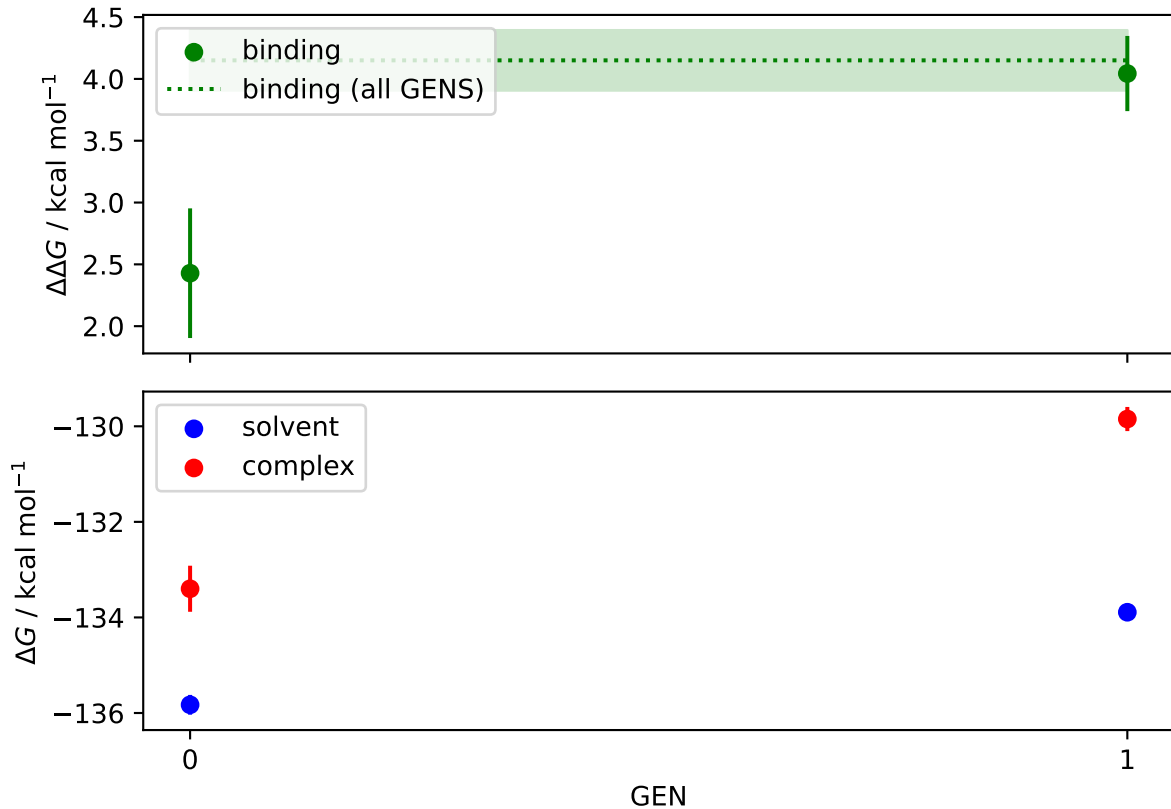 4.5
4.0
3.5
3.0
2.5
2.0
ΔΔG / kcal mol⁻¹
binding
binding (all GENS)
−130
−132
−134
−136
ΔG / kcal mol⁻¹
solvent
complex
0
1
GEN